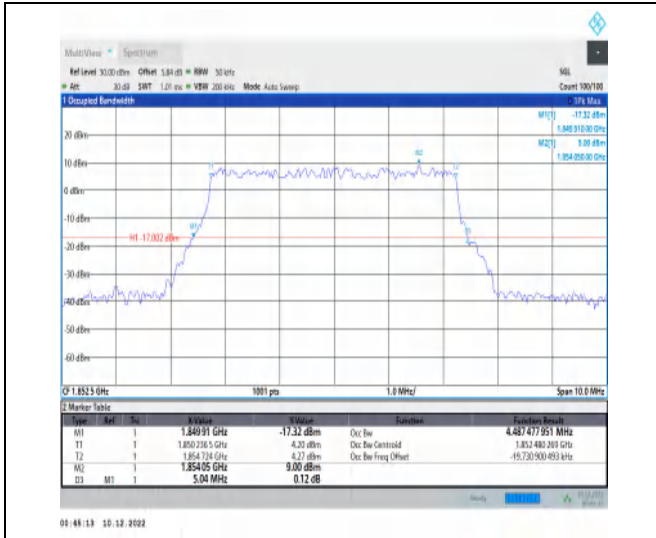 MultiView Spectrum
Ref Level 30.00 dBm Offset 5.84 dB RBW 50 kHz SGL
Att 30 dB SWT 1.01 ms VBW 200 kHz Mode Auto Sweep Count 100/100
1 Occupied Bandwidth 1Pk Max
M1[1] -17.32 dBm
1.849 910 00 GHz
20 dBm
M2[1] 9.00 dBm
1.854 050 00 GHz
M2
10 dBm
T1 T2
0 dBm
-10 dBm
M1
H1 -17.002 dBm
-20 dBm
-30 dBm
-40 dBm
-50 dBm
-60 dBm
CF 1.852 5 GHz 1001 pts 1.0 MHz/ Span 10.0 MHz
2 Marker Table
Type Ref Trc X-Value Y-Value Function Function Result
M1 1 1.849 91 GHz -17.32 dBm Occ Bw 4.487 477 951 MHz
T1 1 1.850 236 5 GHz 4.20 dBm Occ Bw Centroid 1.852 480 269 GHz
T2 1 1.854 724 GHz 4.27 dBm Occ Bw Freq Offset -19.730 900 493 kHz
M2 1 1.854 05 GHz 9.00 dBm
D3 M1 1 5.04 MHz 0.12 dB
Ready
00:45:13 10.12.2022